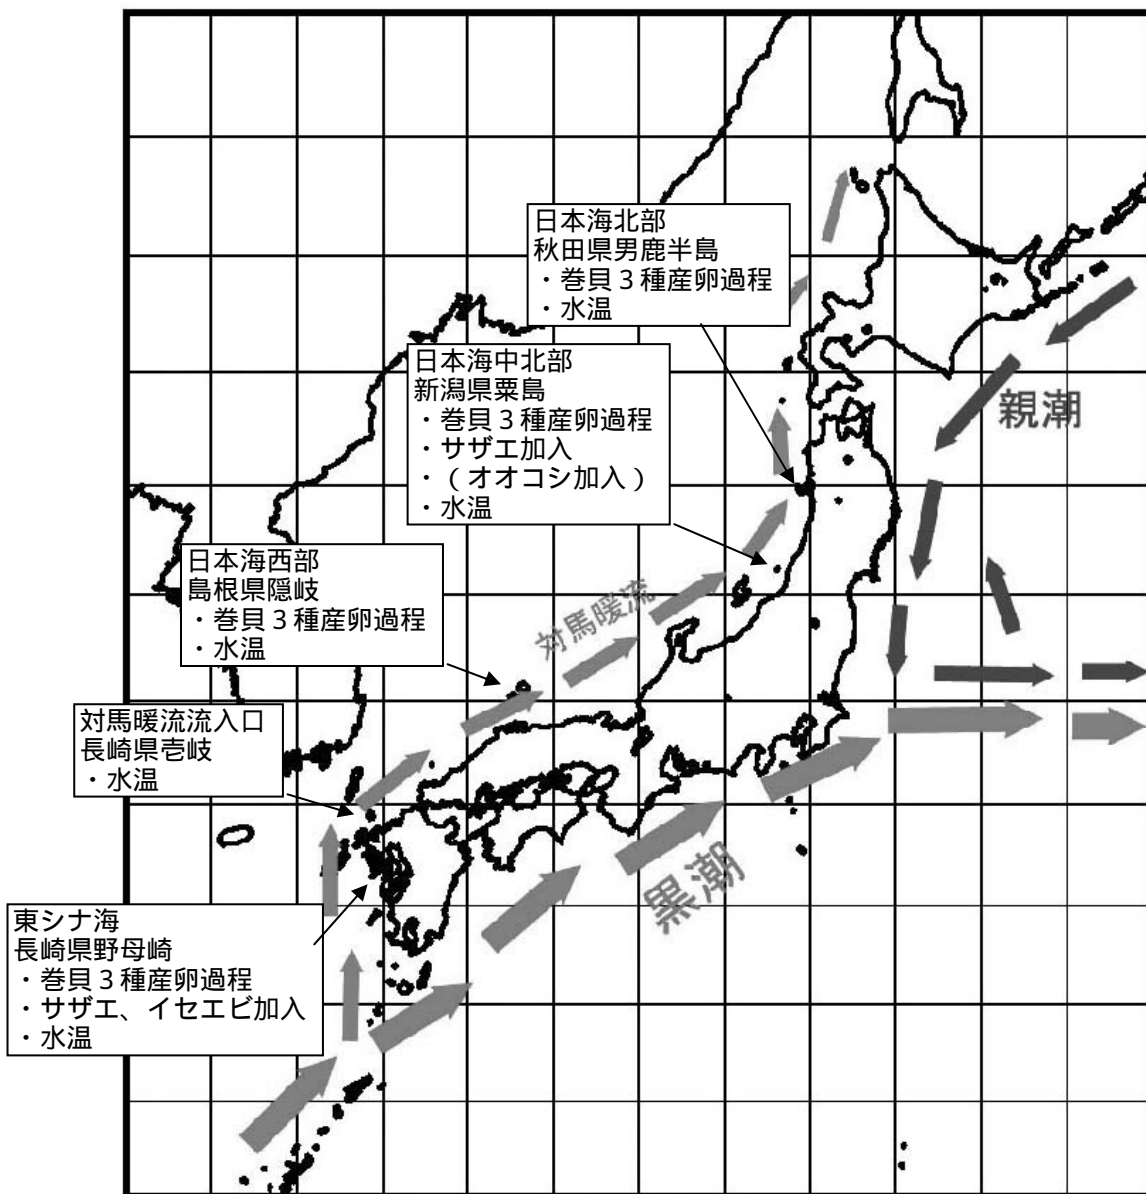 日本海北部
秋田県男鹿半島
・巻貝３種産卵過程
・水温
日本海中北部
新潟県粟島
・巻貝３種産卵過程
・サザエ加入
・（オオコシ加入）
・水温
親潮
日本海西部
島根県隠岐
・巻貝３種産卵過程
・水温
対馬暖流
対馬暖流流入口
長崎県壱岐
・水温
黒潮
東シナ海
長崎県野母崎
・巻貝３種産卵過程
・サザエ、イセエビ加入
・水温